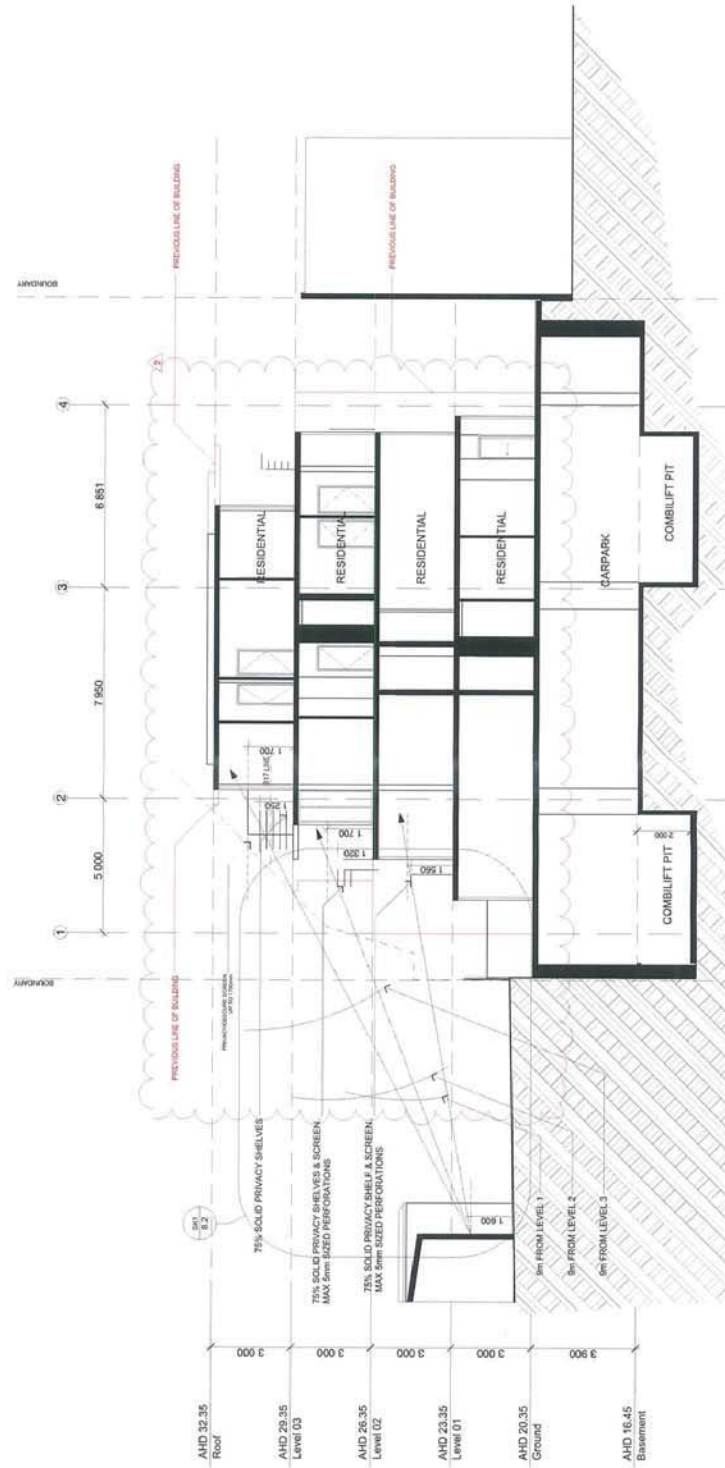 BOUNDARY
BOUNDARY
PREVIOUS LINE OF BUILDING
PREVIOUS LINE OF BUILDING
PREVIOUS LINE OF BUILDING
2
1
2
3
4
5 000
7 950
6 851
RESIDENTIAL
RESIDENTIAL
RESIDENTIAL
RESIDENTIAL
CARPARK
COMBILIFT PIT
COMBILIFT PIT
2 000
1 700
B17 LINE
1 250
1 700
1 320
1 560
1 600
SK1
8.2
75% SOLID PRIVACY SHELVES
75% SOLID PRIVACY SHELVES & SCREEN.
MAX 5mm SIZED PERFORATIONS
75% SOLID PRIVACY SHELF & SCREEN.
MAX 5mm SIZED PERFORATIONS
9m FROM LEVEL 1
9m FROM LEVEL 2
9m FROM LEVEL 3
3 000
3 000
3 000
3 000
3 900
AHD 32.35
Roof
AHD 29.35
Level 03
AHD 26.35
Level 02
AHD 23.35
Level 01
AHD 20.35
Ground
AHD 16.45
Basement